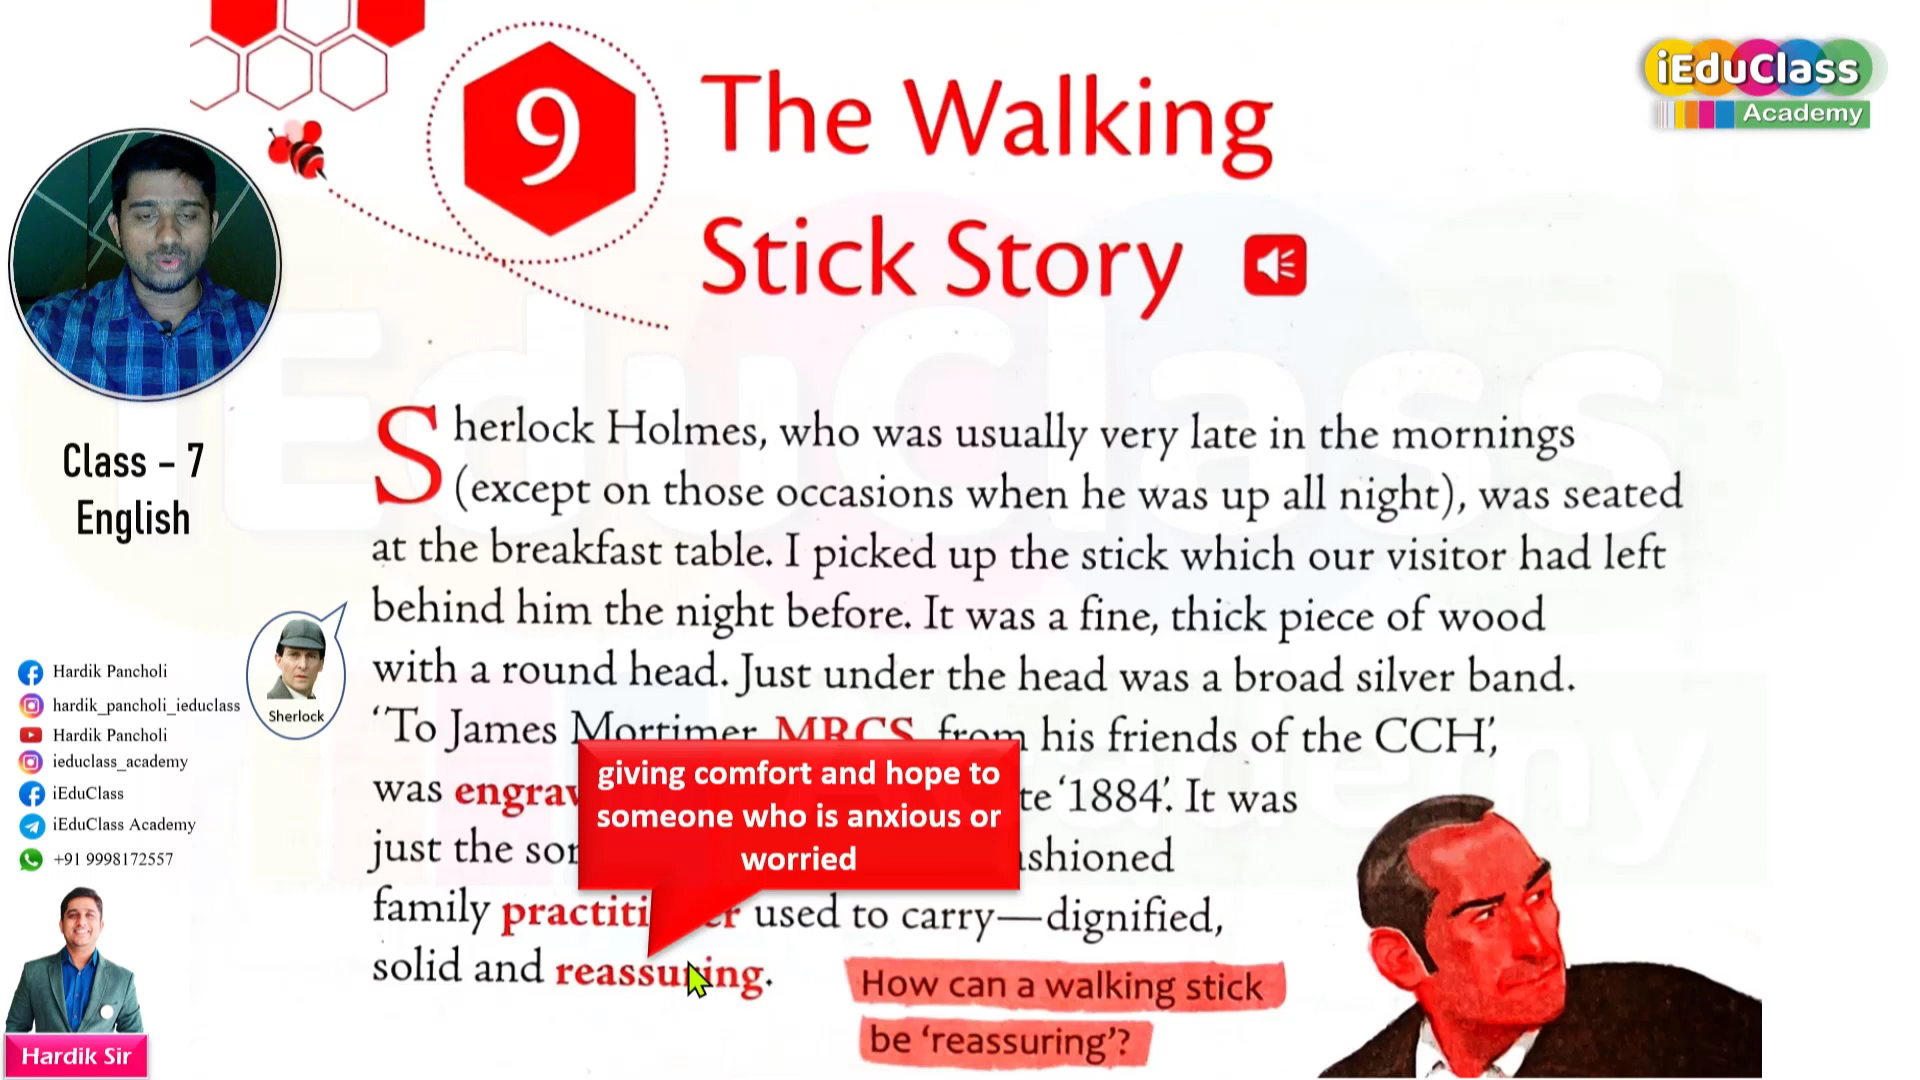 9
The Walking
Stick Story
iEduClass
Academy
Class – 7
English
Sherlock Holmes, who was usually very late in the mornings
(except on those occasions when he was up all night), was seated
at the breakfast table. I picked up the stick which our visitor had left
behind him the night before. It was a fine, thick piece of wood
with a round head. Just under the head was a broad silver band.
‘To James Mortimer, MRCS, from his friends of the CCH’,
was engrav te ‘1884’. It was
just the sor shioned
family practiti er used to carry—dignified,
solid and reassuring.
giving comfort and hope to
someone who is anxious or
worried
How can a walking stick
be ‘reassuring’?
Sherlock
Hardik Pancholi
hardik_pancholi_ieduclass
Hardik Pancholi
ieduclass_academy
iEduClass
iEduClass Academy
+91 9998172557
Hardik Sir